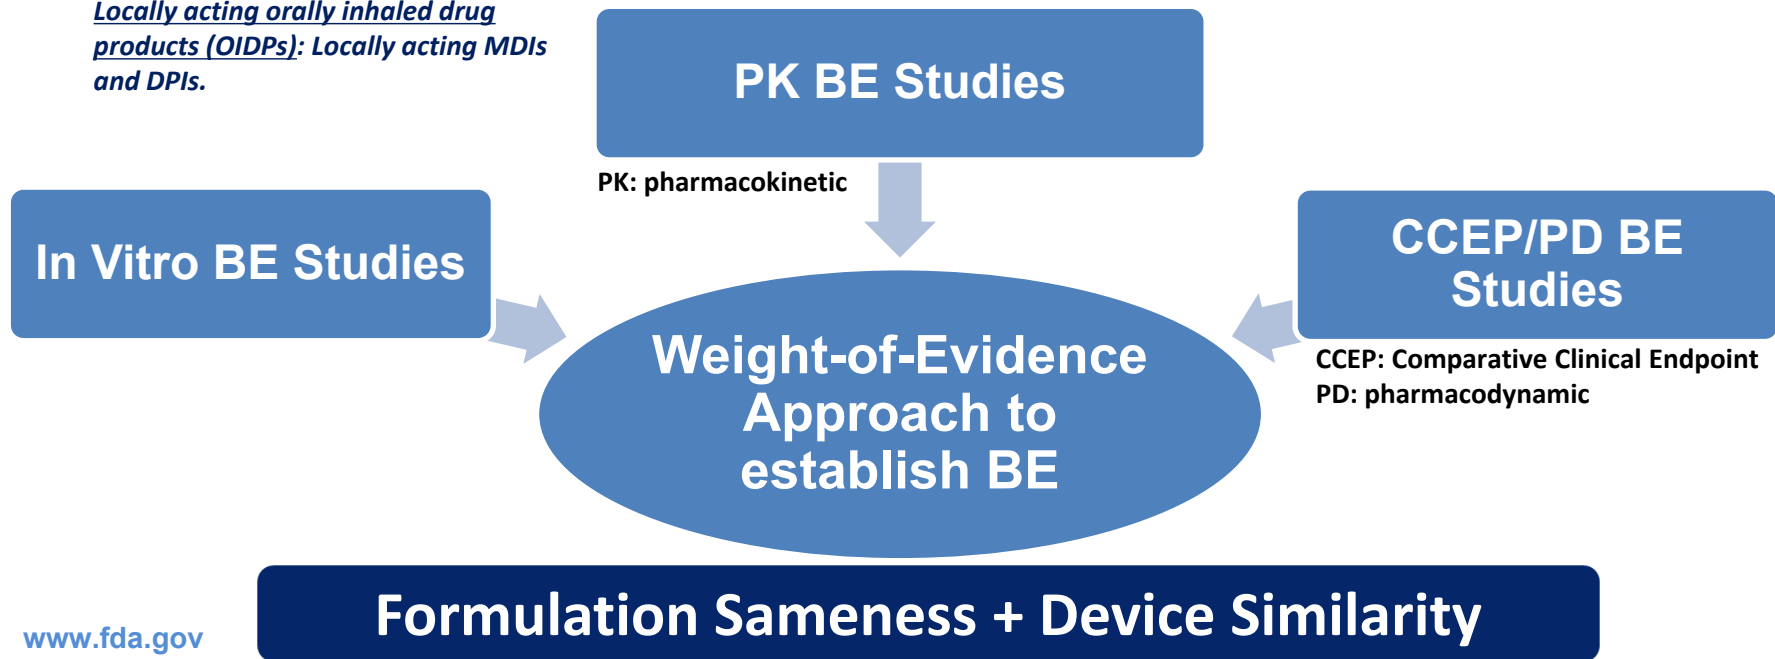 Locally acting orally inhaled drug
products (OIDPs): Locally acting MDIs
and DPIs.
PK BE Studies
PK: pharmacokinetic
In Vitro BE Studies
CCEP/PD BE
Studies
CCEP: Comparative Clinical Endpoint
PD: pharmacodynamic
Weight-of-Evidence
Approach to
establish BE
Formulation Sameness + Device Similarity
www.fda.gov